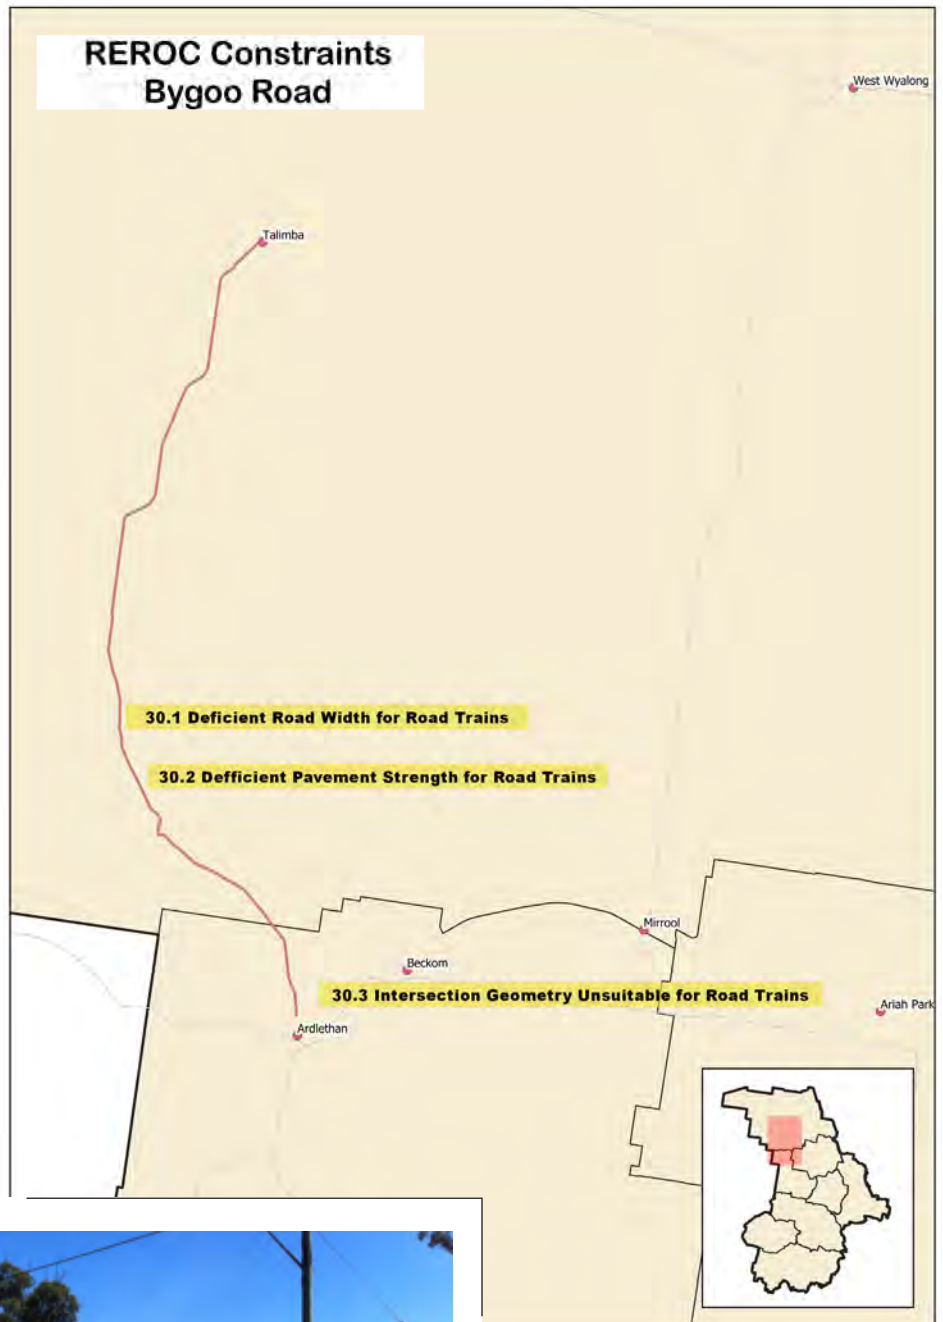 REROC Constraints
Bygoo Road
West Wyalong
Talimba
30.1 Deficient Road Width for Road Trains
30.2 Defficient Pavement Strength for Road Trains
Mirrool
Beckom
30.3 Intersection Geometry Unsuitable for Road Trains
Ariah Park
Ardlethan